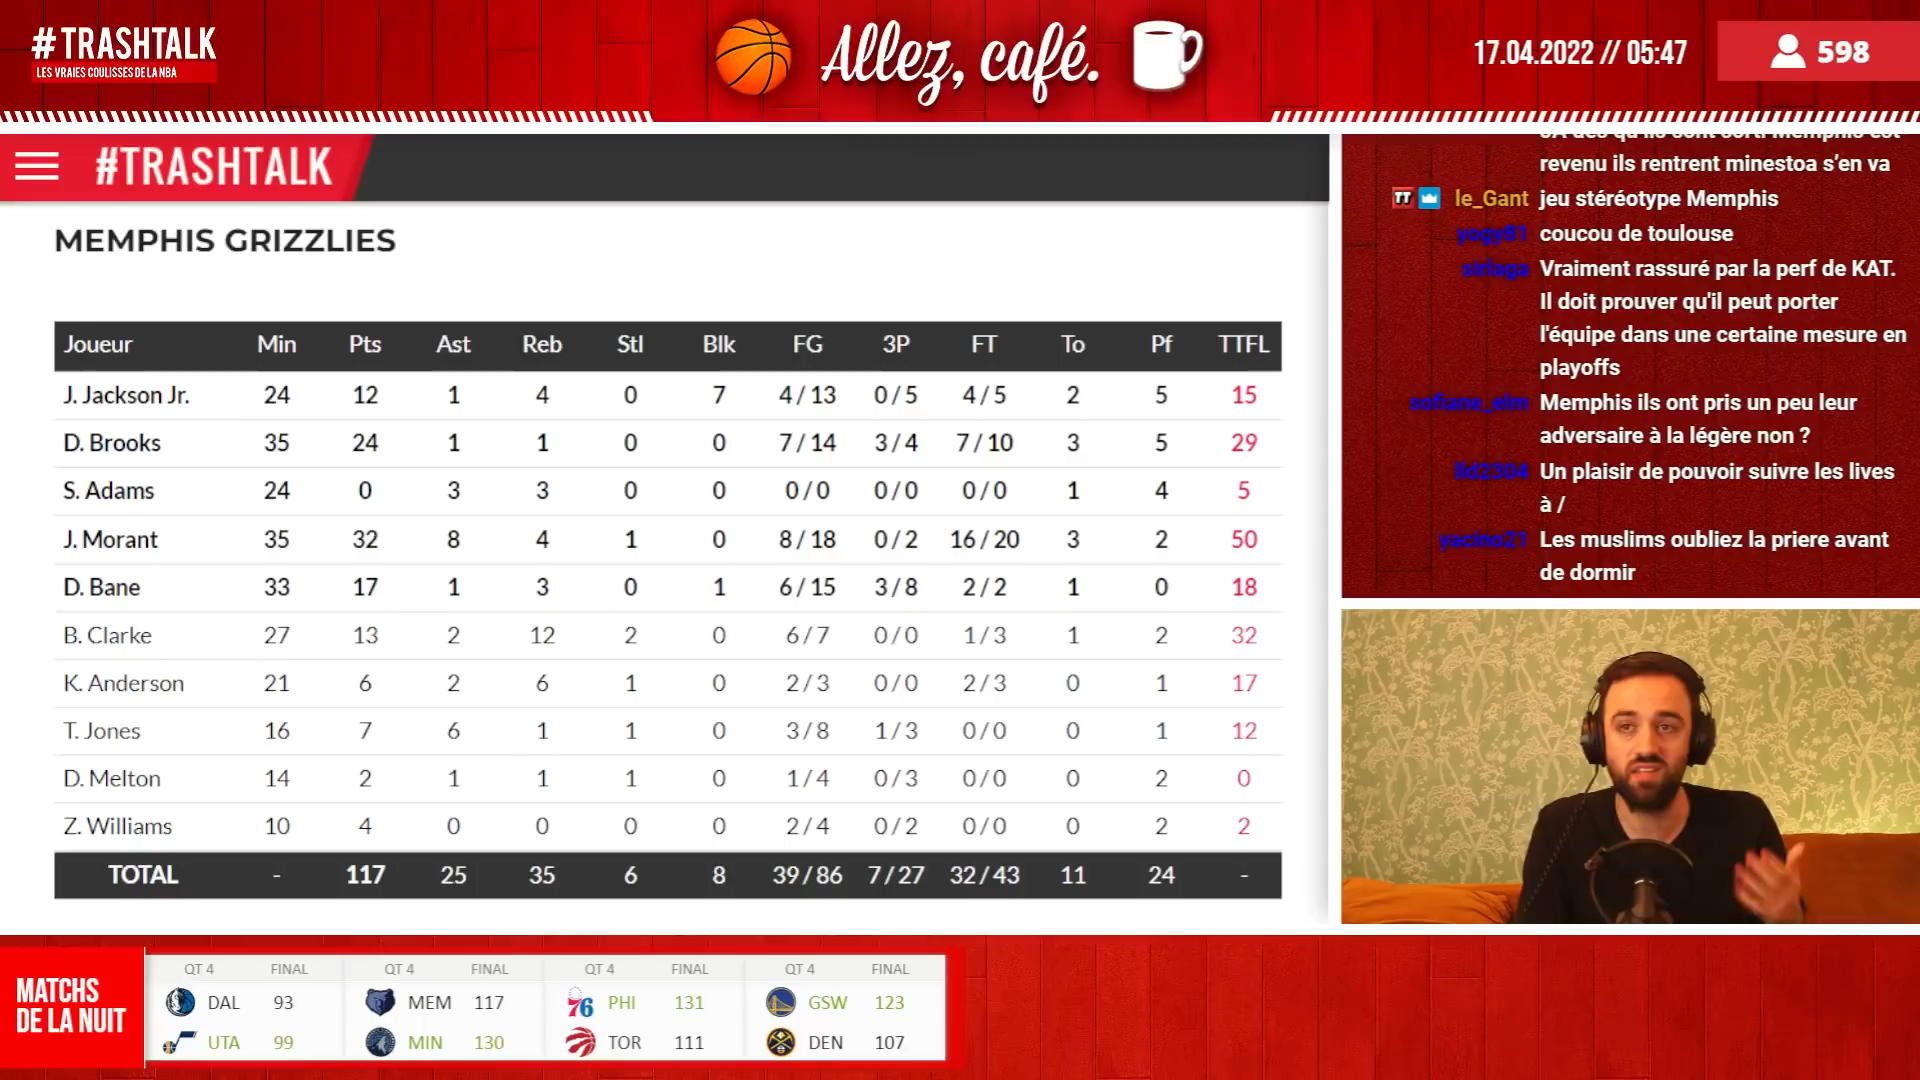 #TRASHTALK
LES VRAIES COULISSES DE LA NBA
Allez, café.
17.04.2022 // 05:47
598
#TRASHTALK
MEMPHIS GRIZZLIES
Joueur Min Pts Ast Reb Stl Blk FG 3P FT To Pf TTFL
J. Jackson Jr. 24 12 1 4 0 7 4 / 13 0 / 5 4 / 5 2 5 15
D. Brooks 35 24 1 1 0 0 7 / 14 3 / 4 7 / 10 3 5 29
S. Adams 24 0 3 3 0 0 0 / 0 0 / 0 0 / 0 1 4 5
J. Morant 35 32 8 4 1 0 8 / 18 0 / 2 16 / 20 3 2 50
D. Bane 33 17 1 3 0 1 6 / 15 3 / 8 2 / 2 1 0 18
B. Clarke 27 13 2 12 2 0 6 / 7 0 / 0 1 / 3 1 2 32
K. Anderson 21 6 2 6 1 0 2 / 3 0 / 0 2 / 3 0 1 17
T. Jones 16 7 6 1 1 0 3 / 8 1 / 3 0 / 0 0 1 12
D. Melton 14 2 1 1 1 0 1 / 4 0 / 3 0 / 0 0 2 0
Z. Williams 10 4 0 0 0 0 2 / 4 0 / 2 0 / 0 0 2 2
TOTAL - 117 25 35 6 8 39 / 86 7 / 27 32 / 43 11 24 -
revenu ils rentrent minestoa s'en va
TT le_Gant jeu stéréotype Memphis
yogy81 coucou de toulouse
sirlaga Vraiment rassuré par la perf de KAT.
Il doit prouver qu'il peut porter
l'équipe dans une certaine mesure en
playoffs
sofiane_elm Memphis ils ont pris un peu leur
adversaire à la légère non ?
lld2304 Un plaisir de pouvoir suivre les lives
à /
yacino21 Les muslims oubliez la priere avant
de dormir
MATCHS
DE LA NUIT
QT 4 FINAL
DAL 93
UTA 99
QT 4 FINAL
MEM 117
MIN 130
QT 4 FINAL
76 PHI 131
TOR 111
QT 4 FINAL
GSW 123
DEN 107